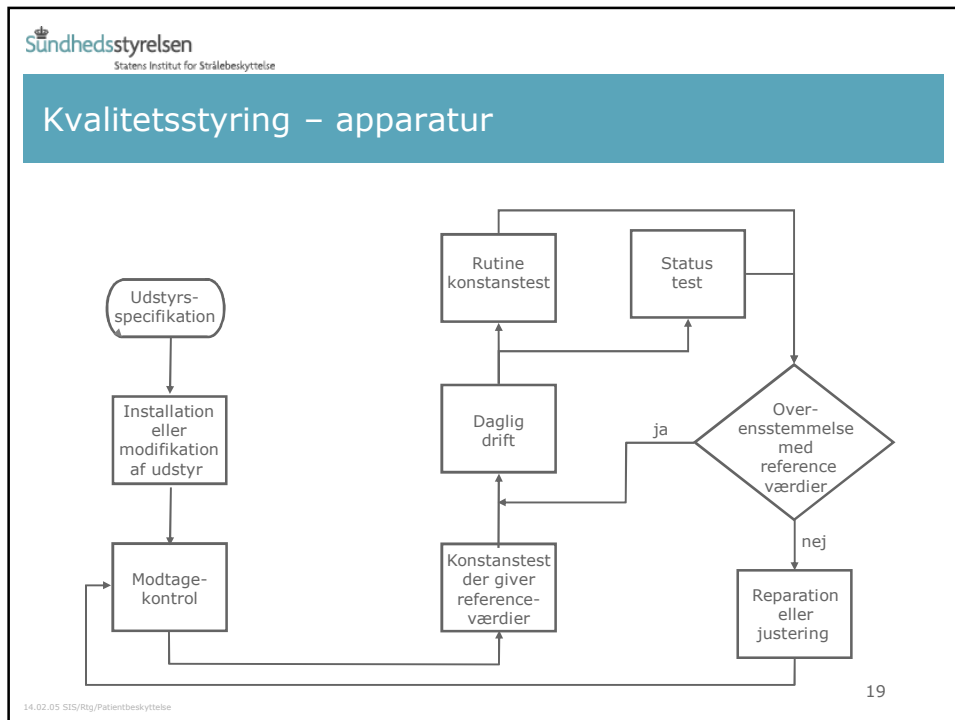 Sundhedsstyrelsen
Statens Institut for Strålebeskyttelse
Kvalitetsstyring – apparatur
Udstyrs-
specifikation
Installation
eller
modifikation
af udstyr
Modtage-
kontrol
Rutine
konstanstest
Status
test
Daglig
drift
Konstanstest
der giver
reference-
værdier
ja
Over-
ensstemmelse
med
reference
værdier
nej
Reparation
eller
justering
14.02.05 SIS/Rtg/Patientbeskyttelse
19